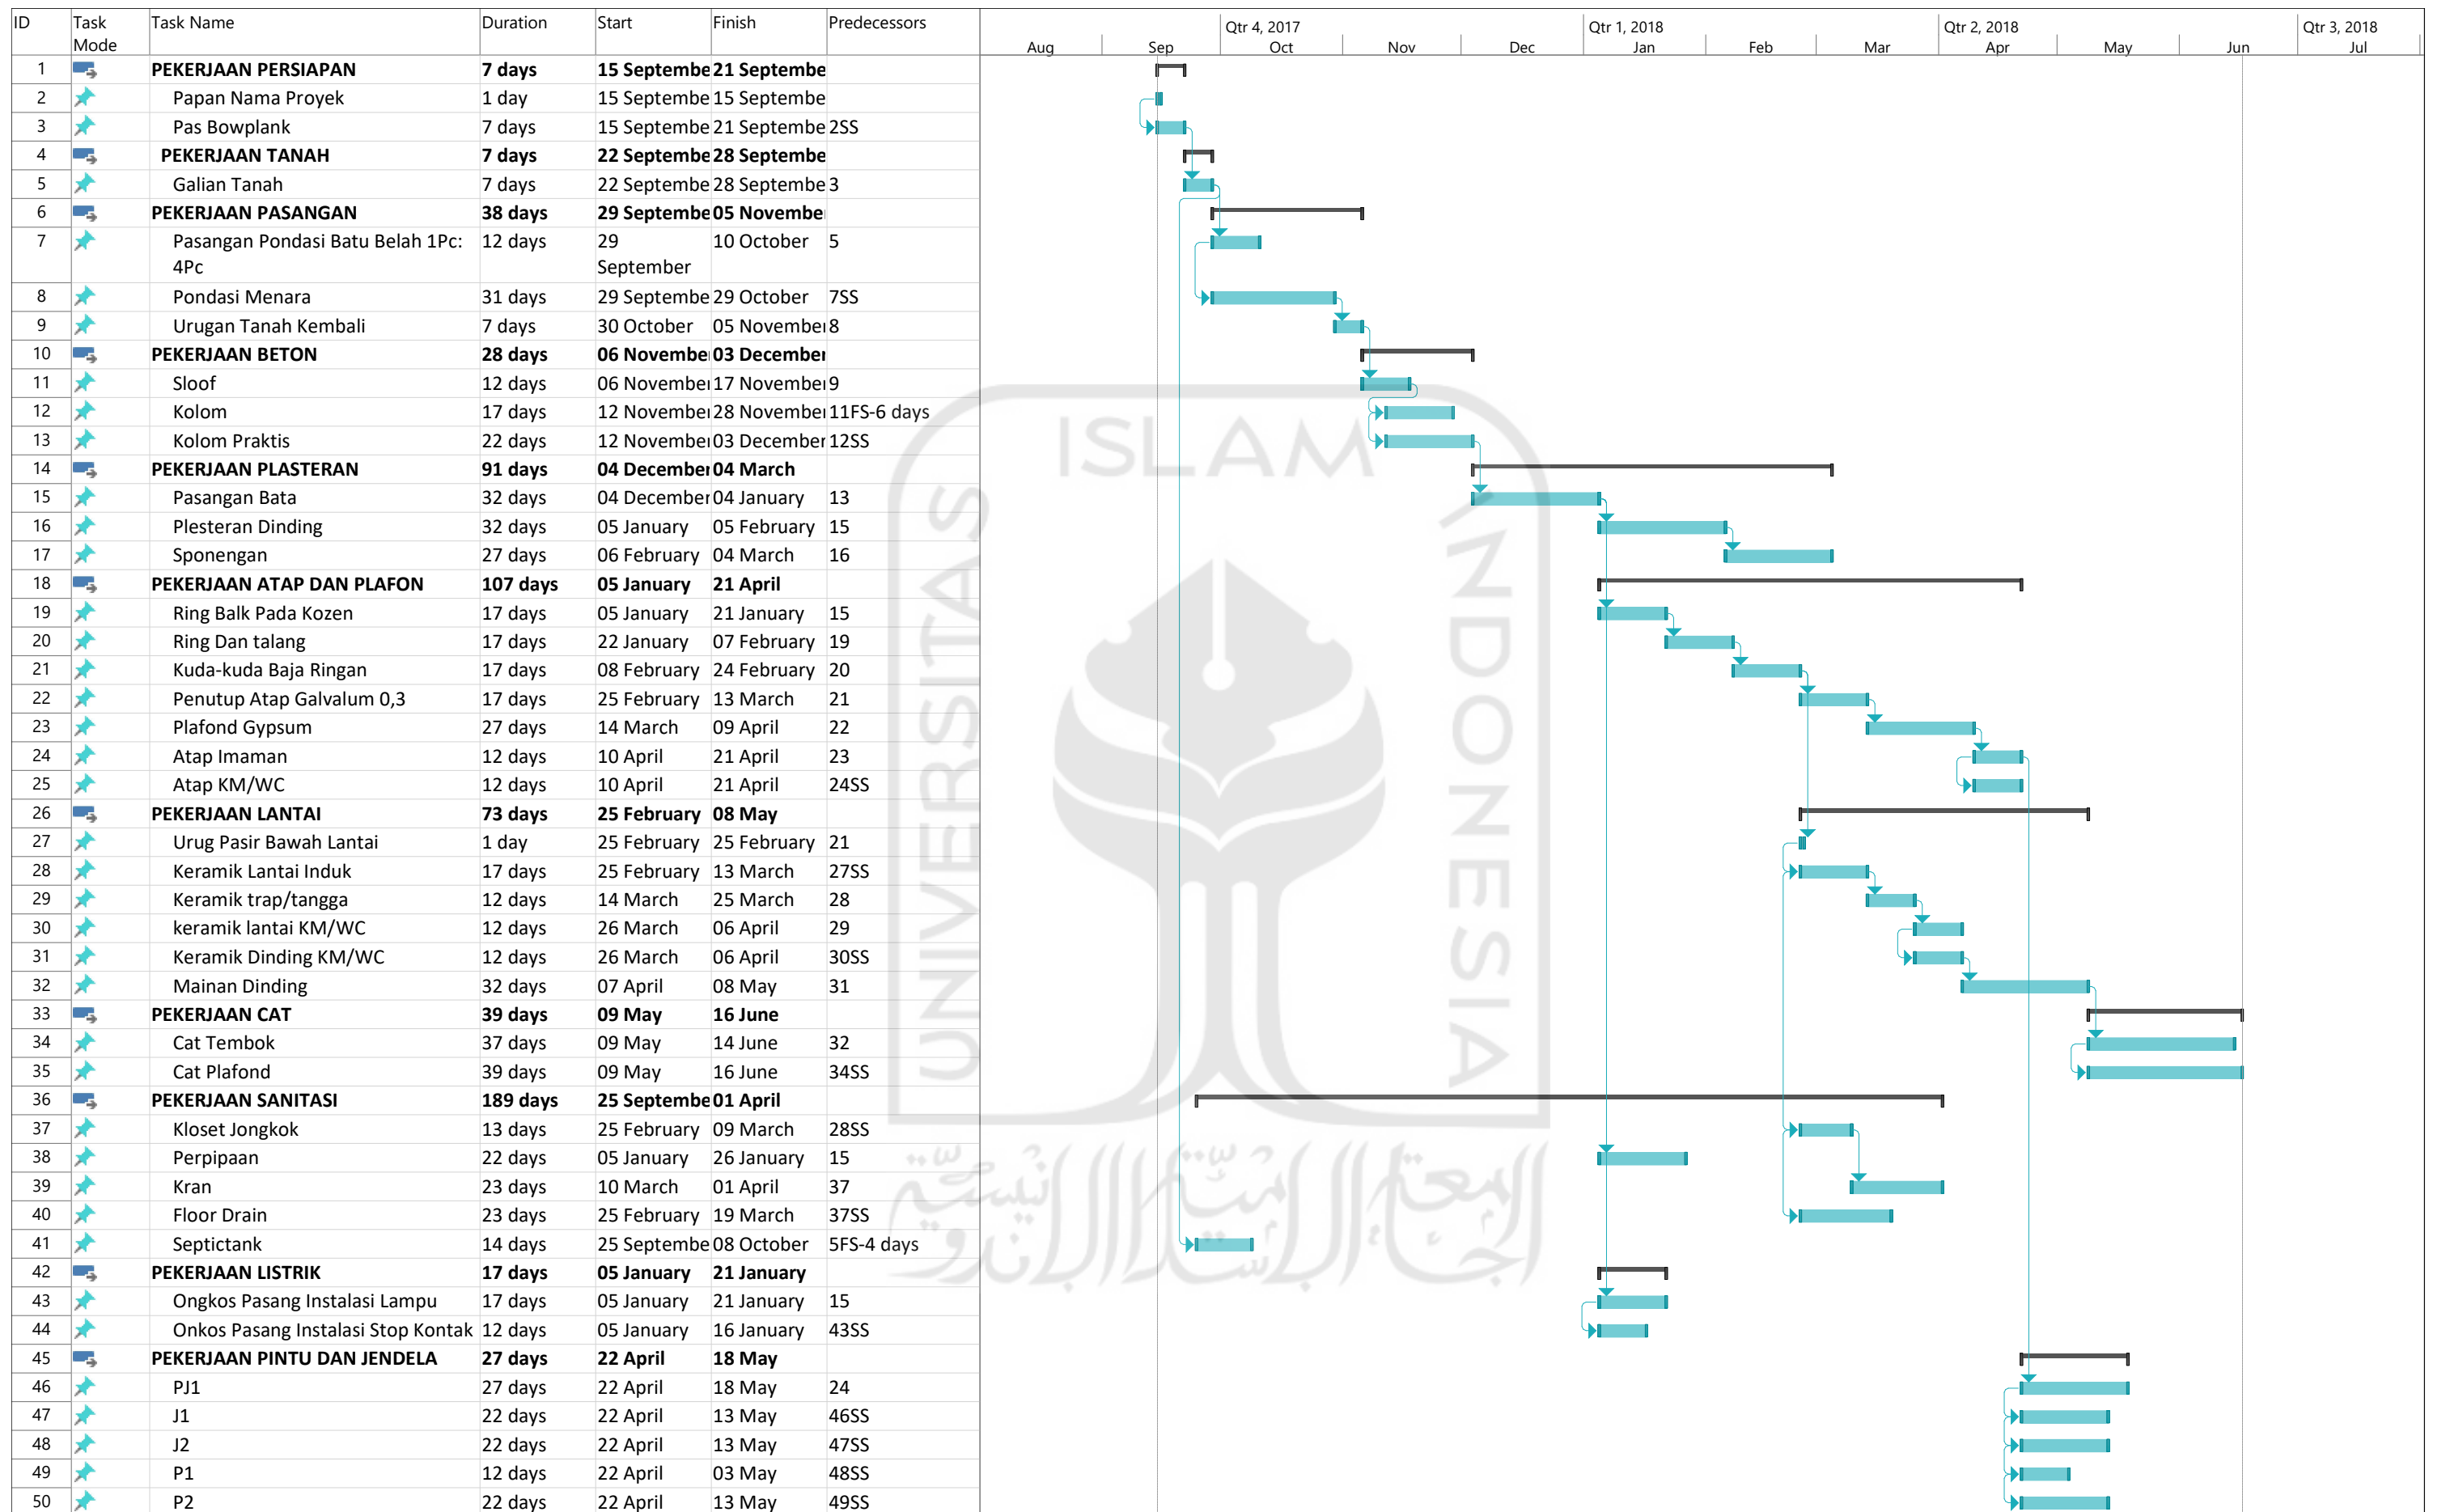 ID Task Mode Task Name Duration Start Finish Predecessors
Qtr 4, 2017 Qtr 1, 2018 Qtr 2, 2018 Qtr 3, 2018
Aug Sep Oct Nov Dec Jan Feb Mar Apr May Jun Jul
1 PEKERJAAN PERSIAPAN 7 days 15 Septembe 21 Septembe
2 Papan Nama Proyek 1 day 15 Septembe 15 Septembe
3 Pas Bowplank 7 days 15 Septembe 21 Septembe 2SS
4 PEKERJAAN TANAH 7 days 22 Septembe 28 Septembe
5 Galian Tanah 7 days 22 Septembe 28 Septembe 3
6 PEKERJAAN PASANGAN 38 days 29 Septembe 05 Novembe
7 Pasangan Pondasi Batu Belah 1Pc: 12 days 29 10 October 5
4Pc September
8 Pondasi Menara 31 days 29 Septembe 29 October 7SS
9 Urugan Tanah Kembali 7 days 30 October 05 November 8
10 PEKERJAAN BETON 28 days 06 Novembe 03 December
11 Sloof 12 days 06 November 17 November 9
12 Kolom 17 days 12 November 28 November 11FS-6 days
13 Kolom Praktis 22 days 12 November 03 December 12SS
14 PEKERJAAN PLASTERAN 91 days 04 December 04 March
15 Pasangan Bata 32 days 04 December 04 January 13
16 Plesteran Dinding 32 days 05 January 05 February 15
17 Sponengan 27 days 06 February 04 March 16
18 PEKERJAAN ATAP DAN PLAFON 107 days 05 January 21 April
19 Ring Balk Pada Kozen 17 days 05 January 21 January 15
20 Ring Dan talang 17 days 22 January 07 February 19
21 Kuda-kuda Baja Ringan 17 days 08 February 24 February 20
22 Penutup Atap Galvalum 0,3 17 days 25 February 13 March 21
23 Plafond Gypsum 27 days 14 March 09 April 22
24 Atap Imaman 12 days 10 April 21 April 23
25 Atap KM/WC 12 days 10 April 21 April 24SS
26 PEKERJAAN LANTAI 73 days 25 February 08 May
27 Urug Pasir Bawah Lantai 1 day 25 February 25 February 21
28 Keramik Lantai Induk 17 days 25 February 13 March 27SS
29 Keramik trap/tangga 12 days 14 March 25 March 28
30 keramik lantai KM/WC 12 days 26 March 06 April 29
31 Keramik Dinding KM/WC 12 days 26 March 06 April 30SS
32 Mainan Dinding 32 days 07 April 08 May 31
33 PEKERJAAN CAT 39 days 09 May 16 June
34 Cat Tembok 37 days 09 May 14 June 32
35 Cat Plafond 39 days 09 May 16 June 34SS
36 PEKERJAAN SANITASI 189 days 25 Septembe 01 April
37 Kloset Jongkok 13 days 25 February 09 March 28SS
38 Perpipaan 22 days 05 January 26 January 15
39 Kran 23 days 10 March 01 April 37
40 Floor Drain 23 days 25 February 19 March 37SS
41 Septictank 14 days 25 Septembe 08 October 5FS-4 days
42 PEKERJAAN LISTRIK 17 days 05 January 21 January
43 Ongkos Pasang Instalasi Lampu 17 days 05 January 21 January 15
44 Onkos Pasang Instalasi Stop Kontak 12 days 05 January 16 January 43SS
45 PEKERJAAN PINTU DAN JENDELA 27 days 22 April 18 May
46 PJ1 27 days 22 April 18 May 24
47 J1 22 days 22 April 13 May 46SS
48 J2 22 days 22 April 13 May 47SS
49 P1 12 days 22 April 03 May 48SS
50 P2 22 days 22 April 13 May 49SS
ISLAM
UNIVERSITAS
INDONESIA